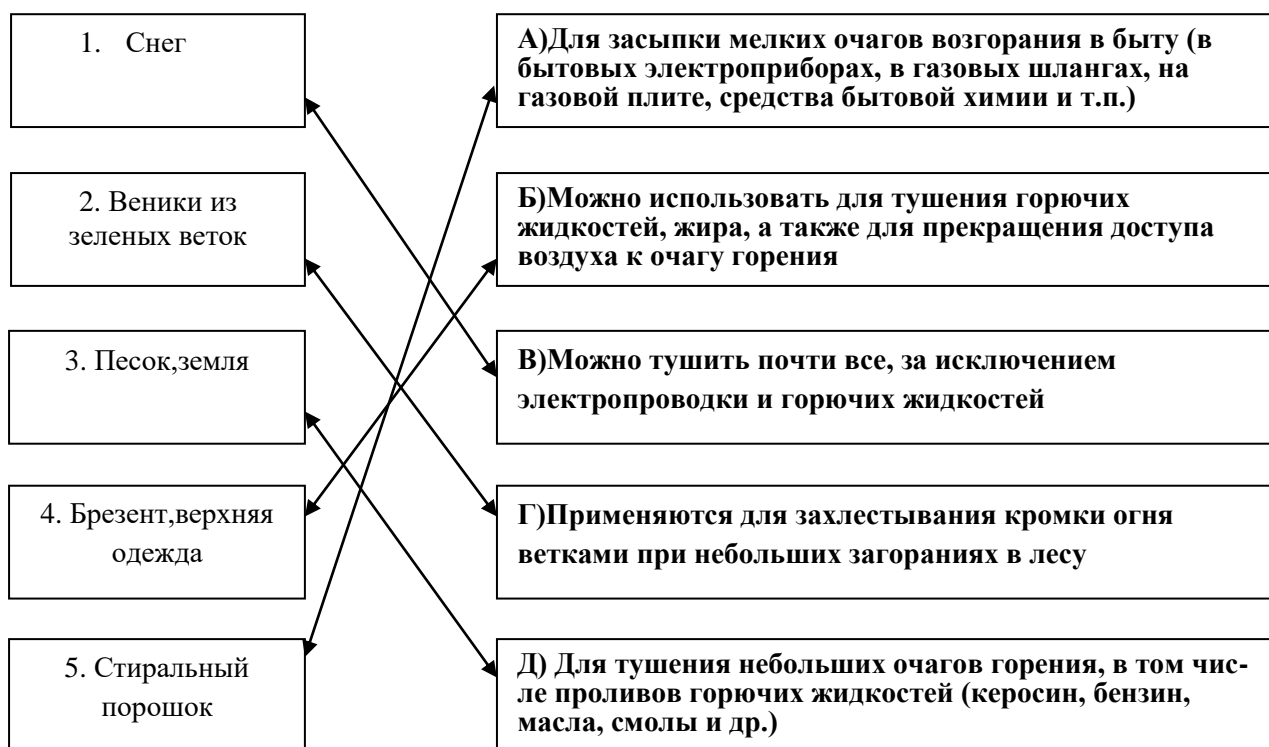 1. Снег
А)Для засыпки мелких очагов возгорания в быту (в
бытовых электроприборах, в газовых шлангах, на
газовой плите, средства бытовой химии и т.п.)
2. Веники из
зеленых веток
Б)Можно использовать для тушения горючих
жидкостей, жира, а также для прекращения доступа
воздуха к очагу горения
3. Песок,земля
В)Можно тушить почти все, за исключением
электропроводки и горючих жидкостей
4. Брезент,верхняя
одежда
Г)Применяются для захлестывания кромки огня
ветками при небольших загораниях в лесу
5. Стиральный
порошок
Д) Для тушения небольших очагов горения, в том чис-
ле проливов горючих жидкостей (керосин, бензин,
масла, смолы и др.)